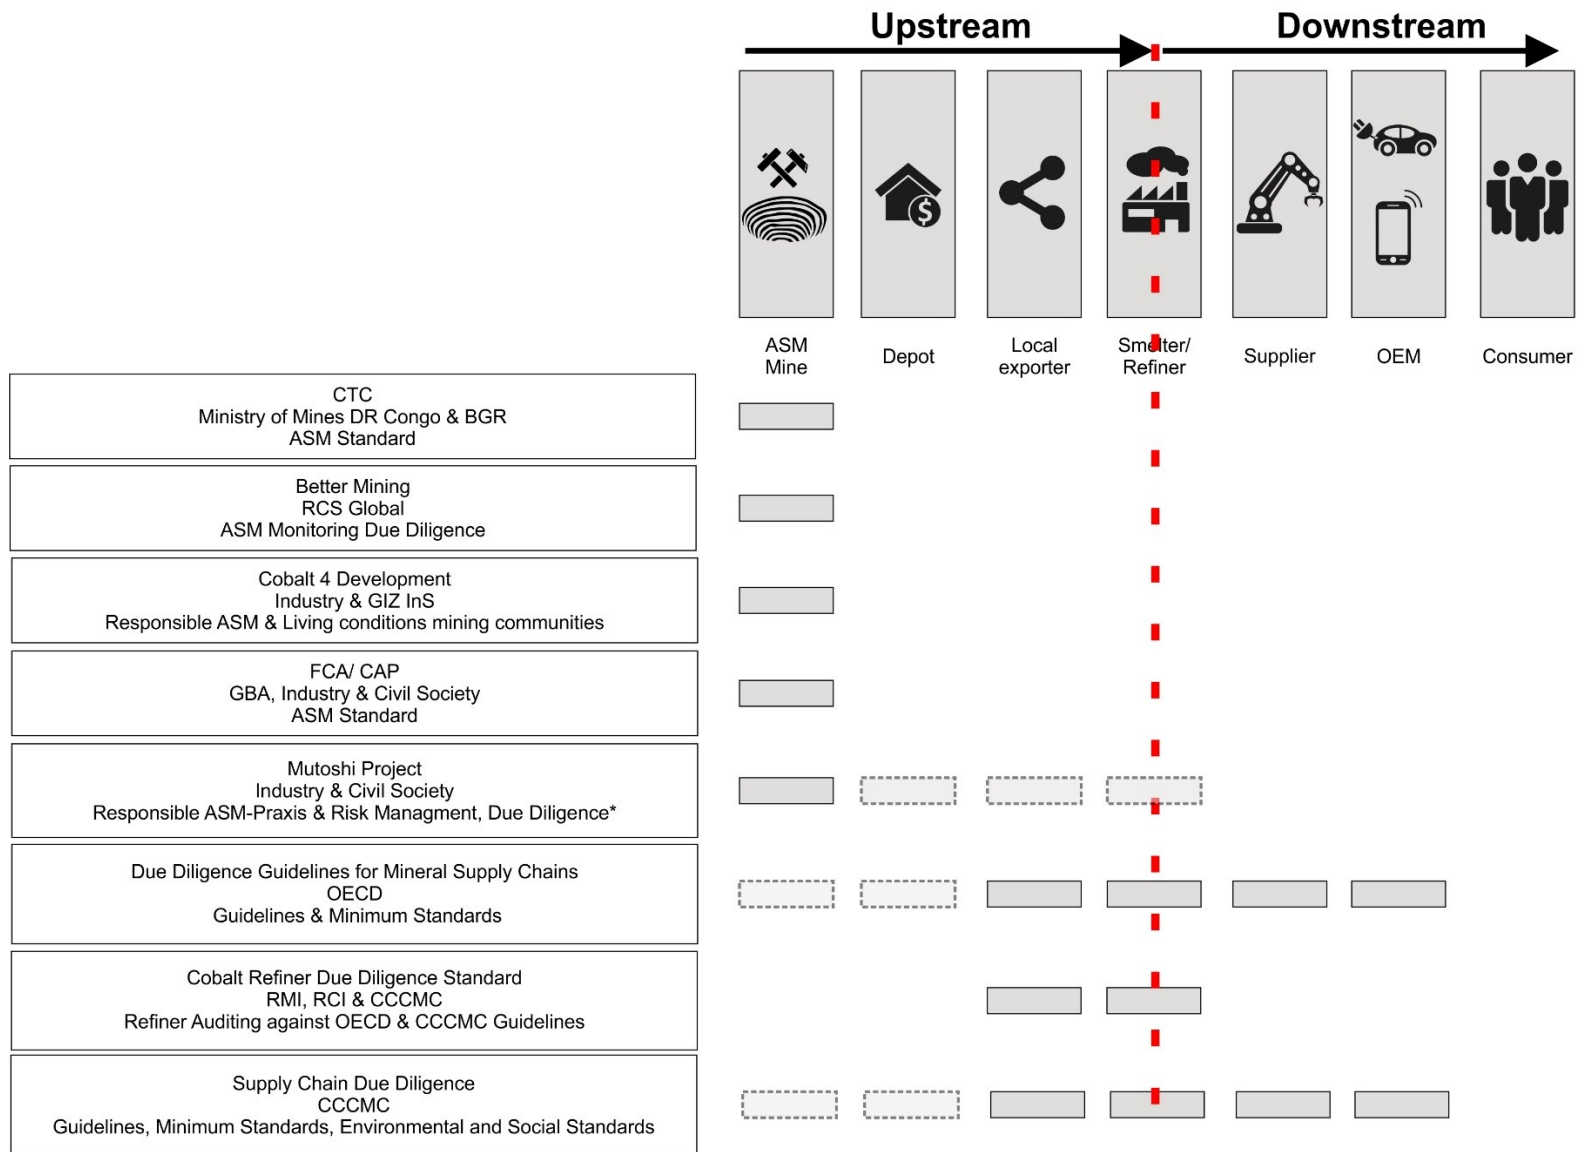 Upstream
Downstream
ASM
Mine
Depot
Local
exporter
Smelter/
Refiner
Supplier
OEM
Consumer
CTC
Ministry of Mines DR Congo & BGR
ASM Standard
Better Mining
RCS Global
ASM Monitoring Due Diligence
Cobalt 4 Development
Industry & GIZ InS
Responsible ASM & Living conditions mining communities
FCA/ CAP
GBA, Industry & Civil Society
ASM Standard
Mutoshi Project
Industry & Civil Society
Responsible ASM-Praxis & Risk Managment, Due Diligence*
Due Diligence Guidelines for Mineral Supply Chains
OECD
Guidelines & Minimum Standards
Cobalt Refiner Due Diligence Standard
RMI, RCI & CCCMC
Refiner Auditing against OECD & CCCMC Guidelines
Supply Chain Due Diligence
CCCMC
Guidelines, Minimum Standards, Environmental and Social Standards